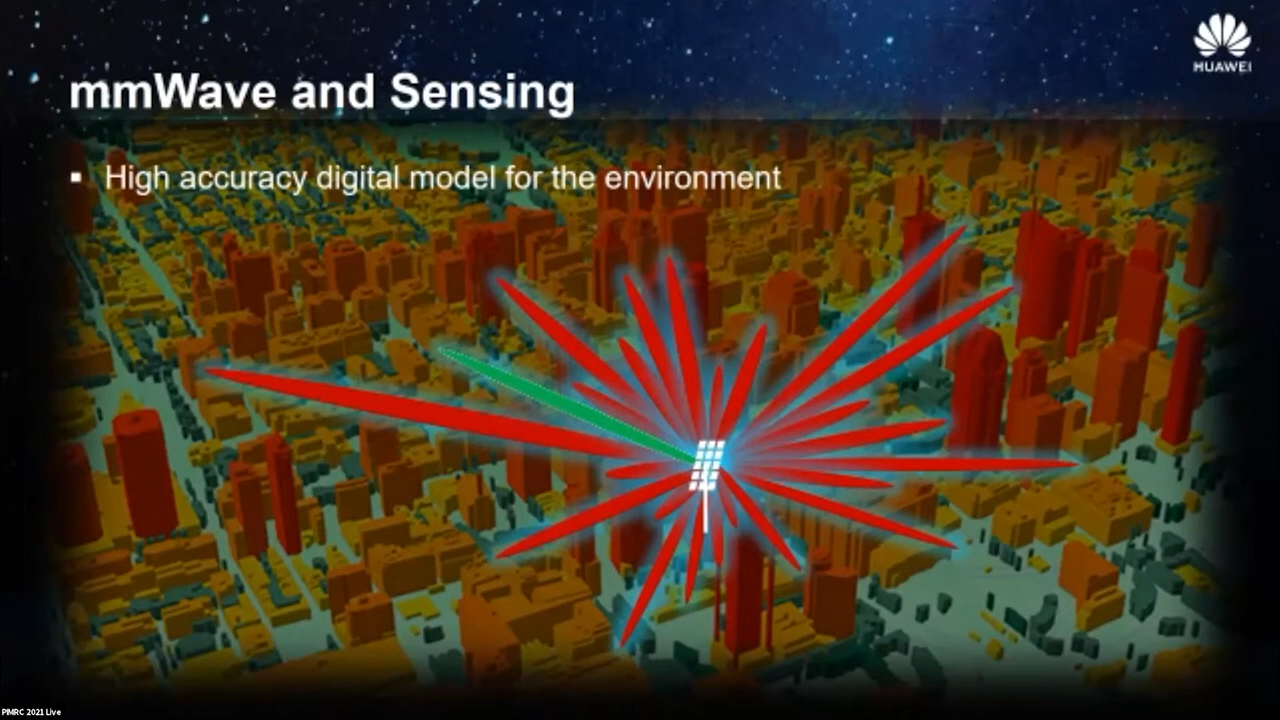 HUAWEI
mmWave and Sensing
▪ High accuracy digital model for the environment
PIMRC 2021 Live